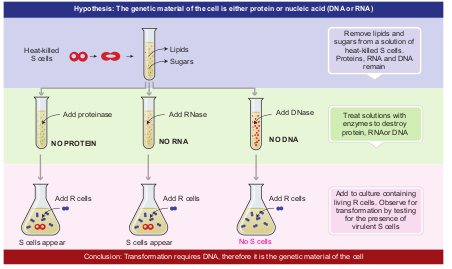 Hypothesis: The genetic material of the cell is either protein or nucleic acid (DNA or RNA)
Heat-killed
S cells
Lipids
Sugars
Remove lipids and
sugars from a solution of
heat-killed S cells.
Proteins, RNA and DNA
remain
Add proteinase
NO PROTEIN
Add RNase
NO RNA
Add DNase
NO DNA
Treat solutions with
enzymes to destroy
protein, RNAor DNA
Add R cells
S cells appear
Add R cells
S cells appear
Add R cells
No S cells
Add to culture containing
living R cells. Observe for
transformation by testing
for the presence of
virulent S cells
Conclusion: Transformation requires DNA, therefore it is the genetic material of the cell